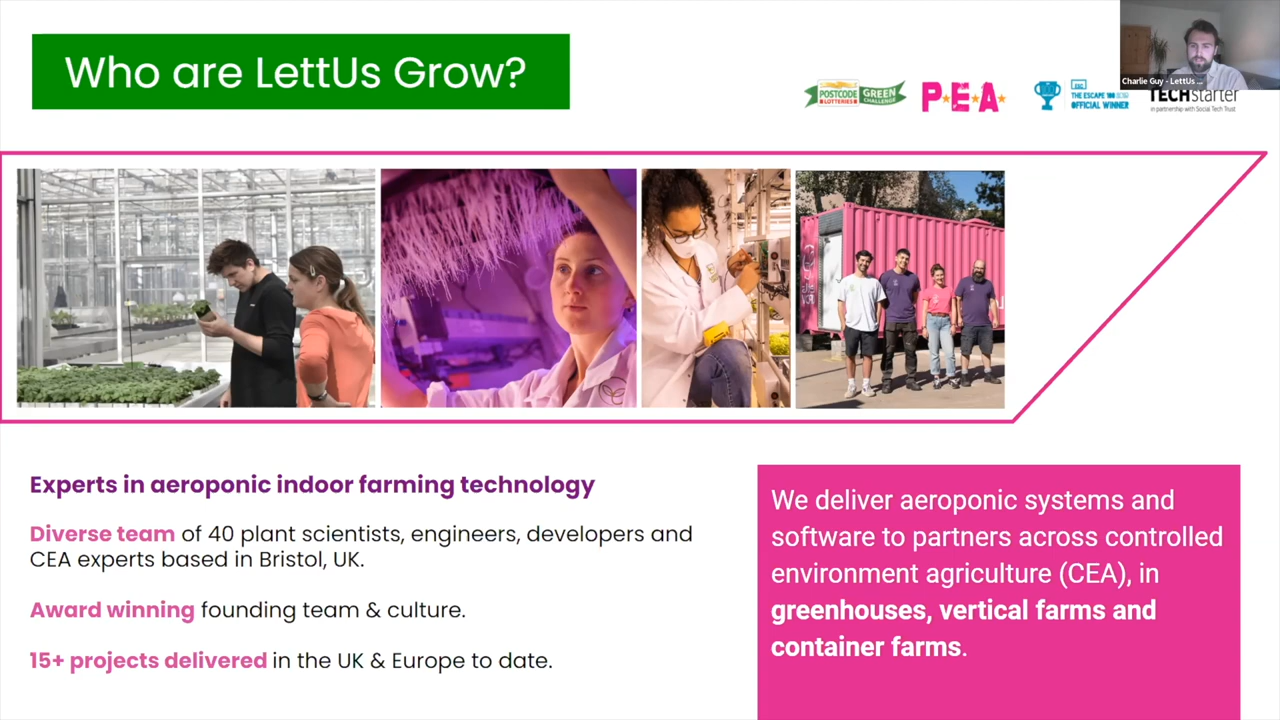 Who are LettUs Grow?
POSTCODE
LOTTERIES
GREEN
CHALLENGE
P·E·A·
THE ESCAPE 100
OFFICIAL WINNER
Charlie Guy - LettUs ...
TECHstarter
in partnership with Social Tech Trust
Experts in aeroponic indoor farming technology
Diverse team of 40 plant scientists, engineers, developers and
CEA experts based in Bristol, UK.
Award winning founding team & culture.
15+ projects delivered in the UK & Europe to date.
We deliver aeroponic systems and
software to partners across controlled
environment agriculture (CEA), in
greenhouses, vertical farms and
container farms.